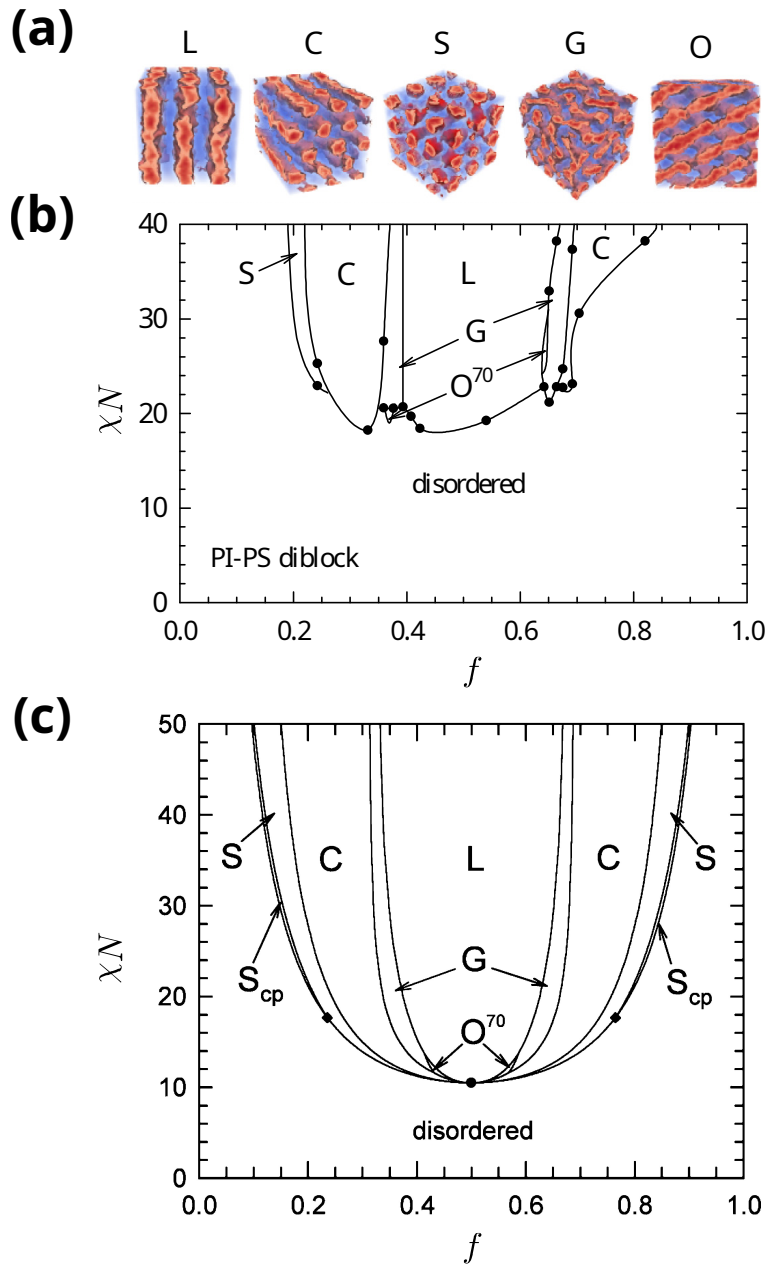 (a)
L C S G O
(b)
40
S C L C
30
G
O70
χN
20
disordered
10
PI-PS diblock
0
0.0 0.2 0.4 0.6 0.8 1.0
f
(c)
50
40
S C L C S
30
χN
G
Scp Scp
20
O70
10
disordered
0
0.0 0.2 0.4 0.6 0.8 1.0
f